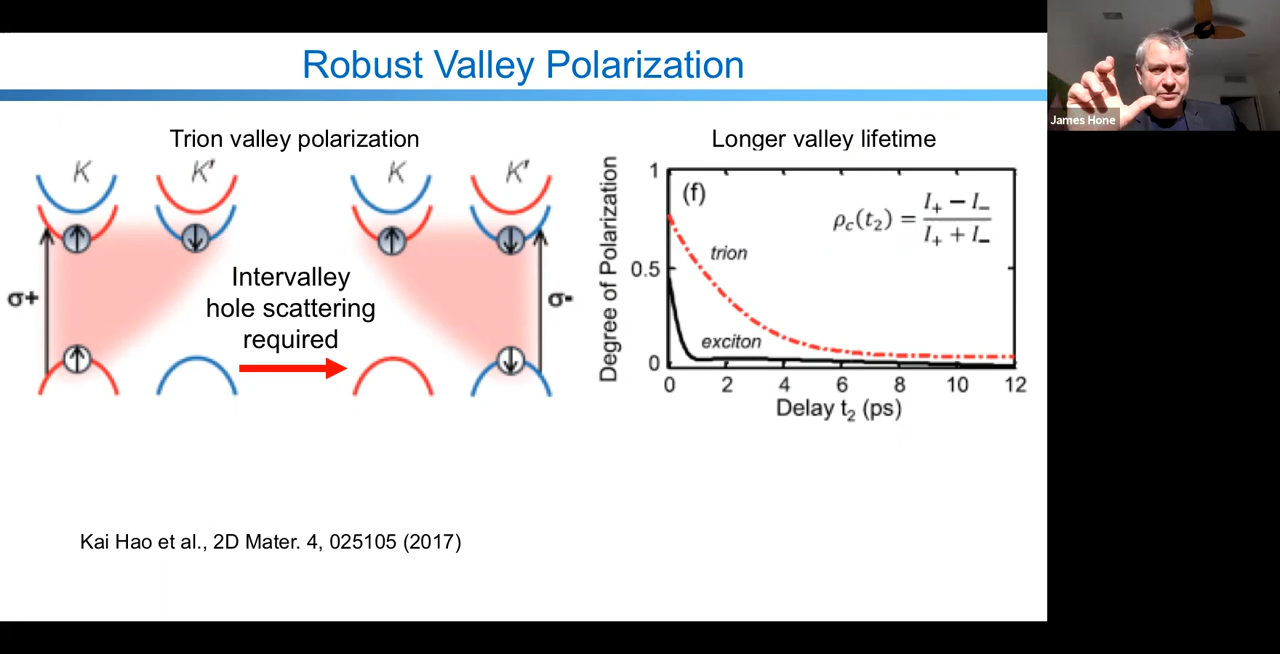 Robust Valley Polarization
James Hone
Trion valley polarization
K K' K K'
σ+
Intervalley
hole scattering
required
σ-
Longer valley lifetime
Degree of Polarization
1
0.5
0
(f)
ρc(t2) = (I+ − I−) / (I+ + I−)
trion
exciton
0 2 4 6 8 10 12
Delay t2 (ps)
Kai Hao et al., 2D Mater. 4, 025105 (2017)